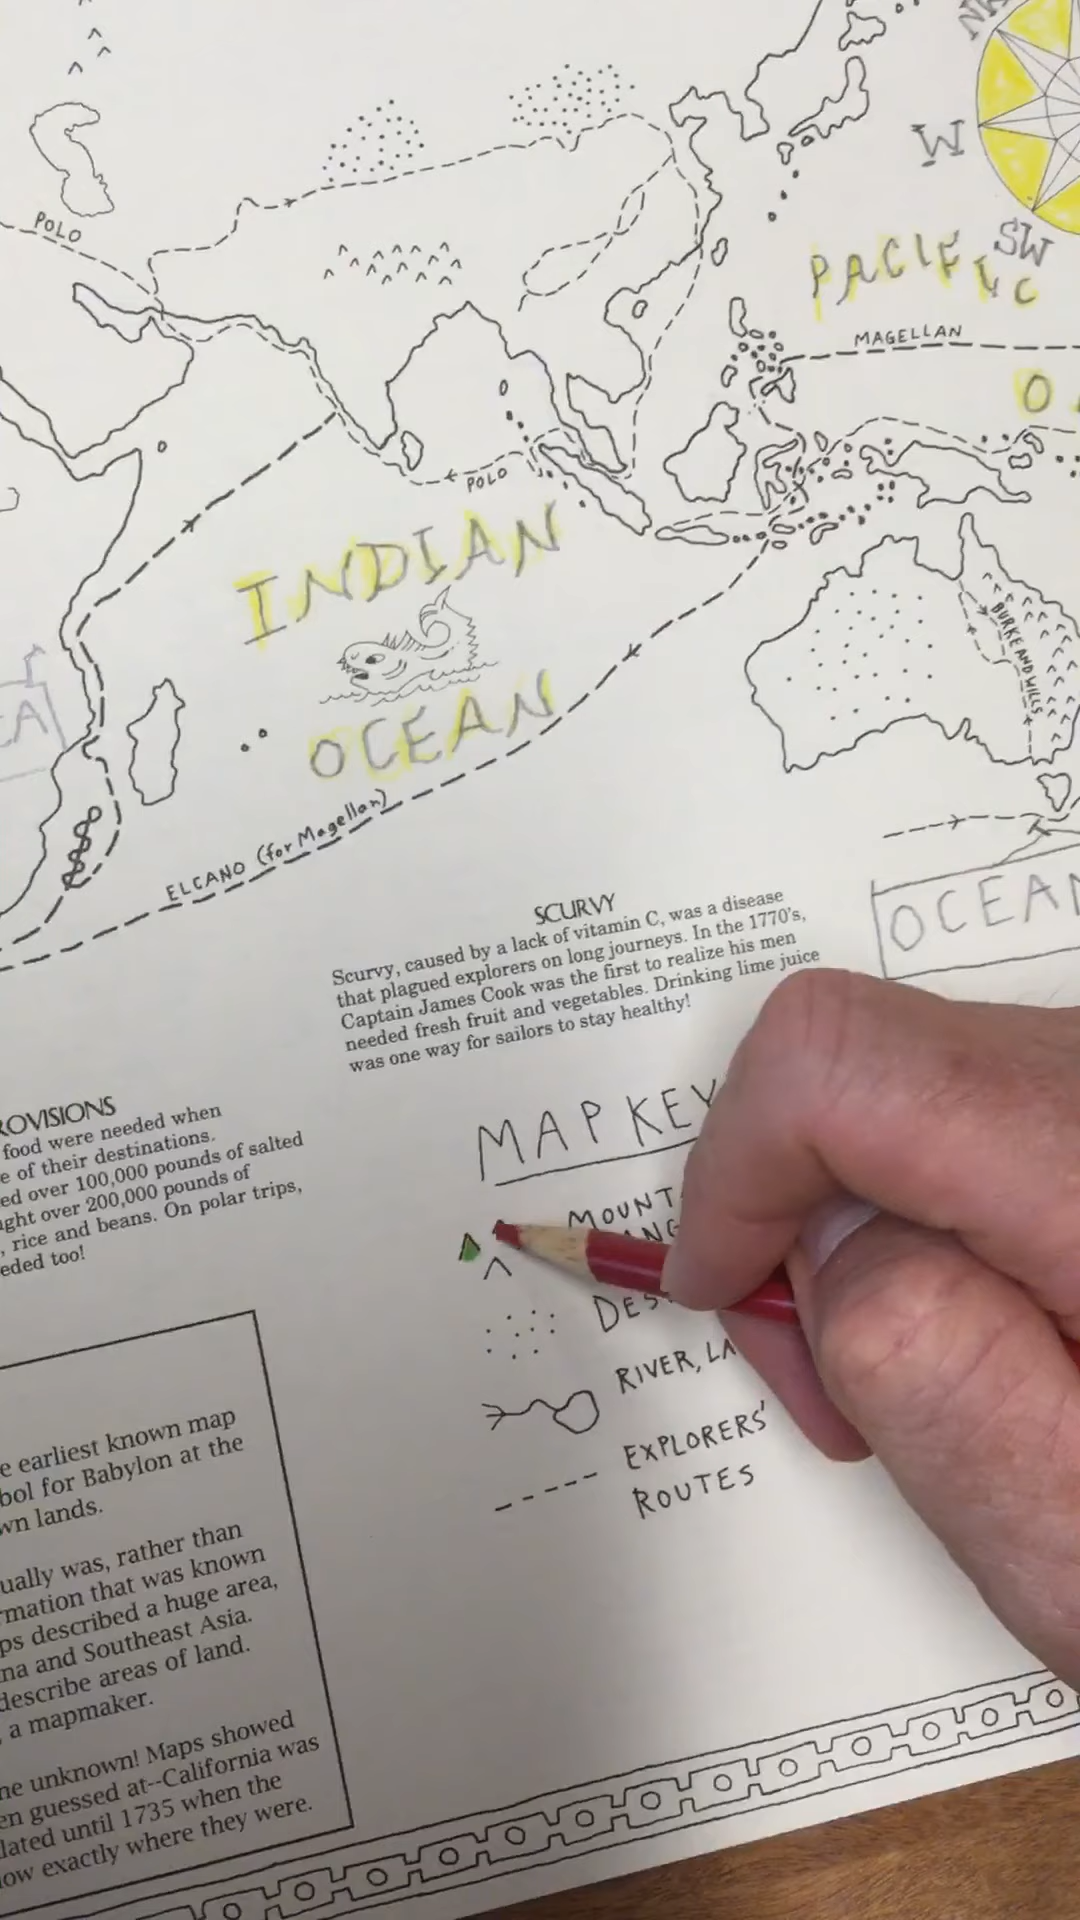 POLO
W
SW
PACIFIC
MAGELLAN
POLO
INDIAN
OCEAN
BURKE AND WILLS
ELCANO (for Magellan)
OCEAN
SCURVY
Scurvy, caused by a lack of vitamin C, was a disease
that plagued explorers on long journeys. In the 1770's,
Captain James Cook was the first to realize his men
needed fresh fruit and vegetables. Drinking lime juice
was one way for sailors to stay healthy!
food were needed when
e of their destinations.
ed over 100,000 pounds of salted
ght over 200,000 pounds of
, rice and beans. On polar trips,
eded too!
MAP KEY
MOUNT
DES
RIVER, LA
EXPLORERS'
ROUTES
e earliest known map
bol for Babylon at the
wn lands.
ually was, rather than
rmation that was known
ps described a huge area,
na and Southeast Asia.
describe areas of land.
, a mapmaker.
ne unknown! Maps showed
en guessed at--California was
lated until 1735 when the
low exactly where they were.